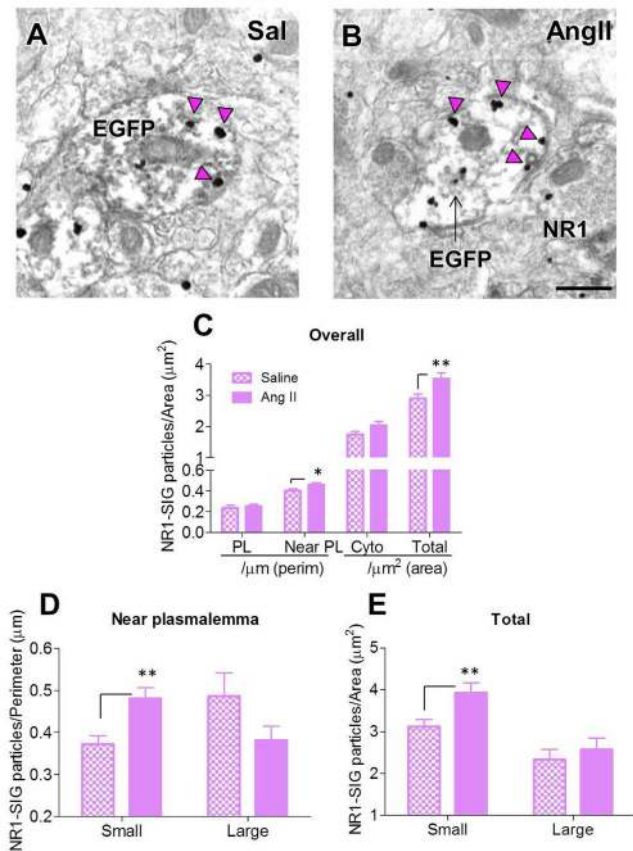 A
Sal
EGFP
B
AngII
NR1
EGFP
C
Overall
NR1-SIG particles/Area (μm²)
4
3
2
1
0.6
0.4
0.2
0.0
Saline
Ang II
*
**
PL
Near PL
Cyto
Total
/μm (perim)
/μm² (area)
D
Near plasmalemma
NR1-SIG particles/Perimeter (μm)
0.6
0.5
0.4
0.3
0.2
**
Small
Large
E
Total
NR1-SIG particles/Area (μm²)
5
4
3
2
1
**
Small
Large